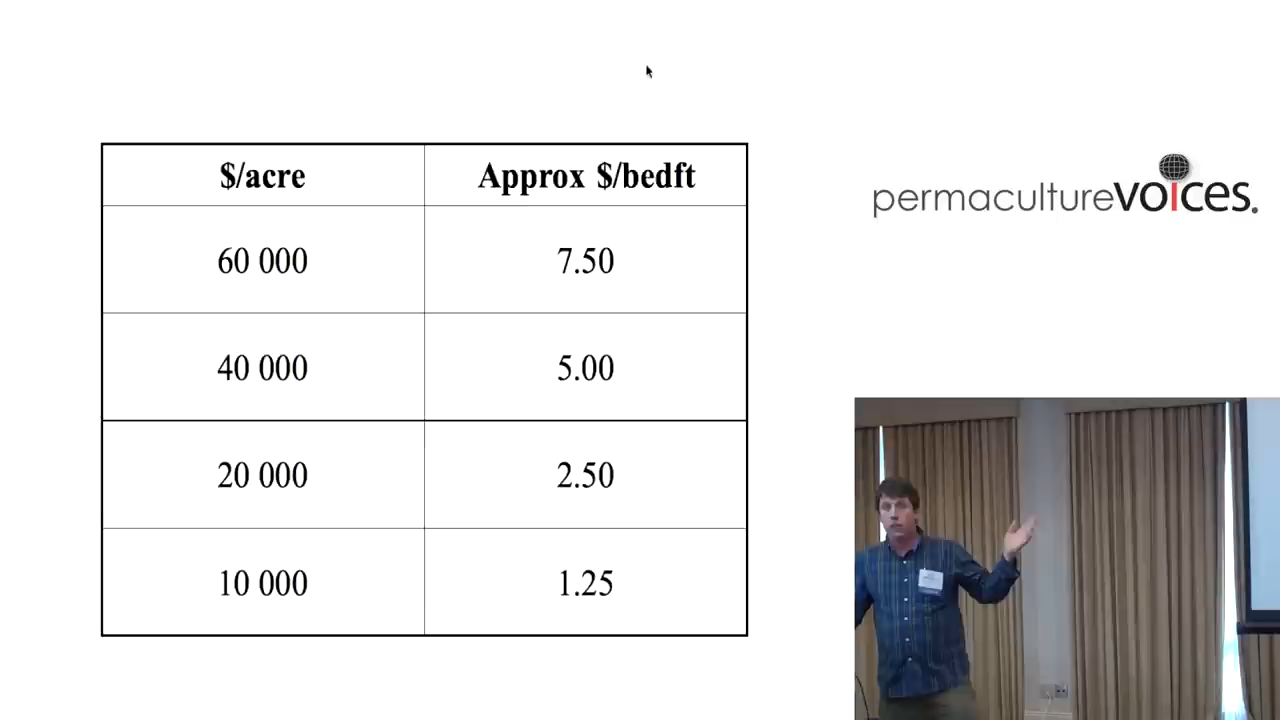 $/acre Approx $/bedft
60 000 7.50
40 000 5.00
20 000 2.50
10 000 1.25
permaculturevoices.